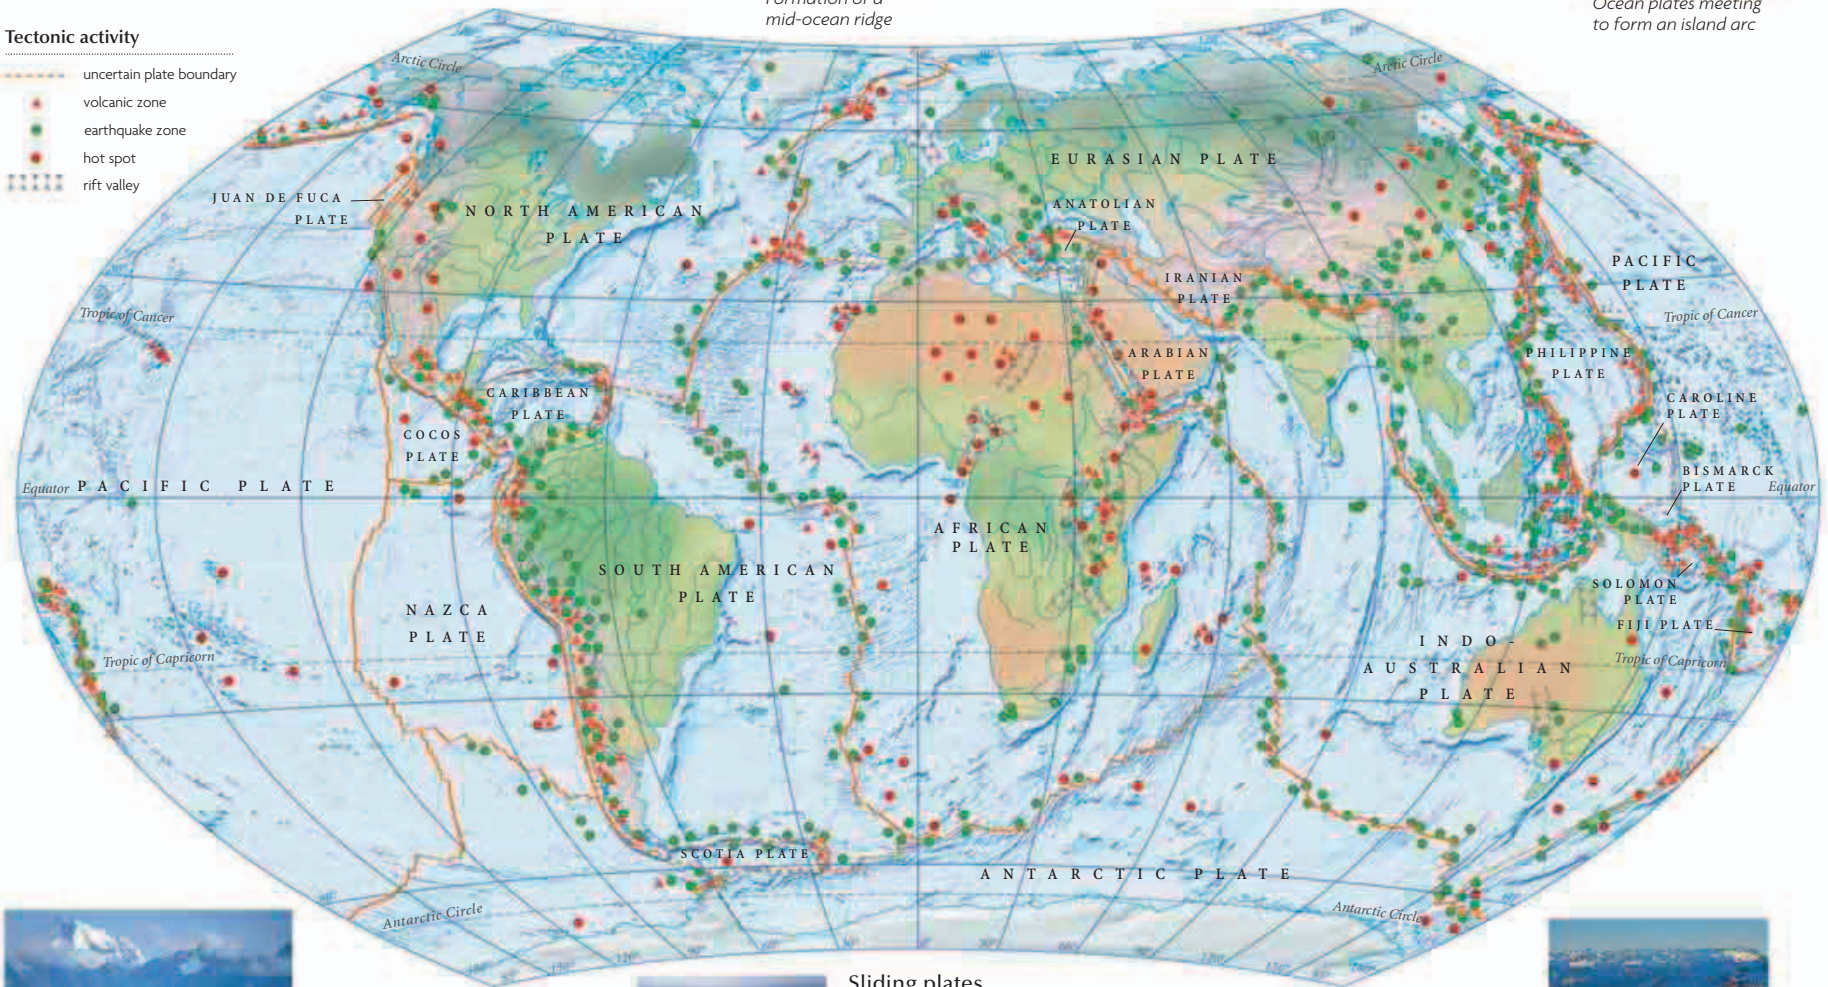 Formation of a
mid-ocean ridge
Ocean plates meeting
to form an island arc
Tectonic activity
uncertain plate boundary
volcanic zone
earthquake zone
hot spot
rift valley
Arctic Circle
Arctic Circle
EURASIAN PLATE
JUAN DE FUCA
PLATE
NORTH AMERICAN
PLATE
ANATOLIAN
PLATE
IRANIAN
PLATE
PACIFIC
PLATE
Tropic of Cancer
Tropic of Cancer
ARABIAN
PLATE
PHILIPPINE
PLATE
CARIBBEAN
PLATE
CAROLINE
PLATE
COCOS
PLATE
BISMARCK
PLATE
Equator
PACIFIC PLATE
Equator
AFRICAN
PLATE
SOUTH AMERICAN
PLATE
SOLOMON
PLATE
NAZCA
PLATE
FIJI PLATE
INDO-
AUSTRALIAN
PLATE
Tropic of Capricorn
Tropic of Capricorn
SCOTIA PLATE
ANTARCTIC PLATE
Antarctic Circle
Antarctic Circle
Sliding plates